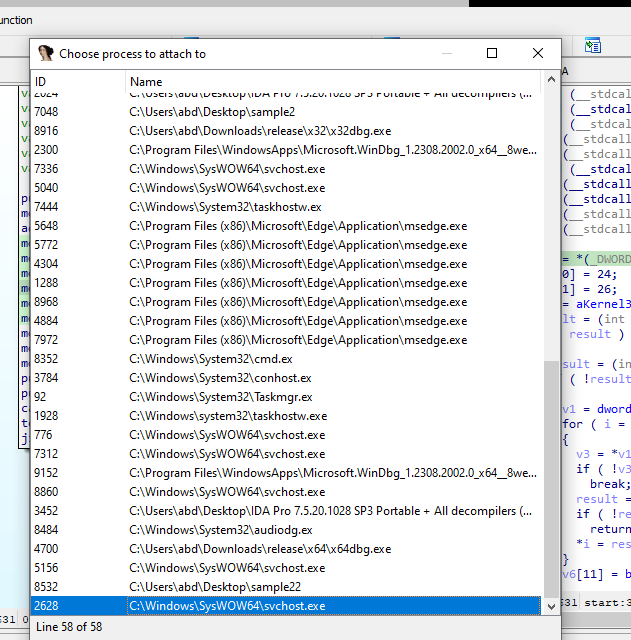 unction
Choose process to attach to
A
ID Name
2024 C:\Users\abd\Desktop\IDA Pro 7.5.20.1028 SP3 Portable + All decompilers (...
7048 C:\Users\abd\Desktop\sample2
8916 C:\Users\abd\Downloads\release\x32\x32dbg.exe
2300 C:\Program Files\WindowsApps\Microsoft.WinDbg_1.2308.2002.0_x64__8we...
7336 C:\Windows\SysWOW64\svchost.exe
5040 C:\Windows\SysWOW64\svchost.exe
7444 C:\Windows\System32\taskhostw.ex
5648 C:\Program Files (x86)\Microsoft\Edge\Application\msedge.exe
5772 C:\Program Files (x86)\Microsoft\Edge\Application\msedge.exe
4304 C:\Program Files (x86)\Microsoft\Edge\Application\msedge.exe
1288 C:\Program Files (x86)\Microsoft\Edge\Application\msedge.exe
8968 C:\Program Files (x86)\Microsoft\Edge\Application\msedge.exe
4884 C:\Program Files (x86)\Microsoft\Edge\Application\msedge.exe
7972 C:\Program Files (x86)\Microsoft\Edge\Application\msedge.exe
8352 C:\Windows\System32\cmd.ex
3784 C:\Windows\System32\conhost.ex
92 C:\Windows\System32\Taskmgr.ex
1928 C:\Windows\system32\taskhostw.exe
776 C:\Windows\SysWOW64\svchost.exe
7312 C:\Windows\SysWOW64\svchost.exe
9152 C:\Program Files\WindowsApps\Microsoft.WinDbg_1.2308.2002.0_x64__8we...
8860 C:\Windows\SysWOW64\svchost.exe
3452 C:\Users\abd\Desktop\IDA Pro 7.5.20.1028 SP3 Portable + All decompilers (...
8484 C:\Windows\System32\audiodg.ex
4700 C:\Users\abd\Downloads\release\x64\x64dbg.exe
5156 C:\Windows\SysWOW64\svchost.exe
8532 C:\Users\abd\Desktop\sample22
2628 C:\Windows\SysWOW64\svchost.exe
Line 58 of 58
(__stdcal
(__stdcal
(__stdcal
(__stdcall
(__stdcall
(__stdcall
(__stdcall
(__stdcall
(__stdcall
(__stdcall
= *(_DWORD
0] = 24;
1] = 26;
= aKernel3
lt = (int
result )
sult = (in
( !result
v1 = dword
for ( i =
{
v3 = *v1
if ( !v3
break;
result =
if ( !re
return
*i = res
}
v6[11] = b
531 start:3